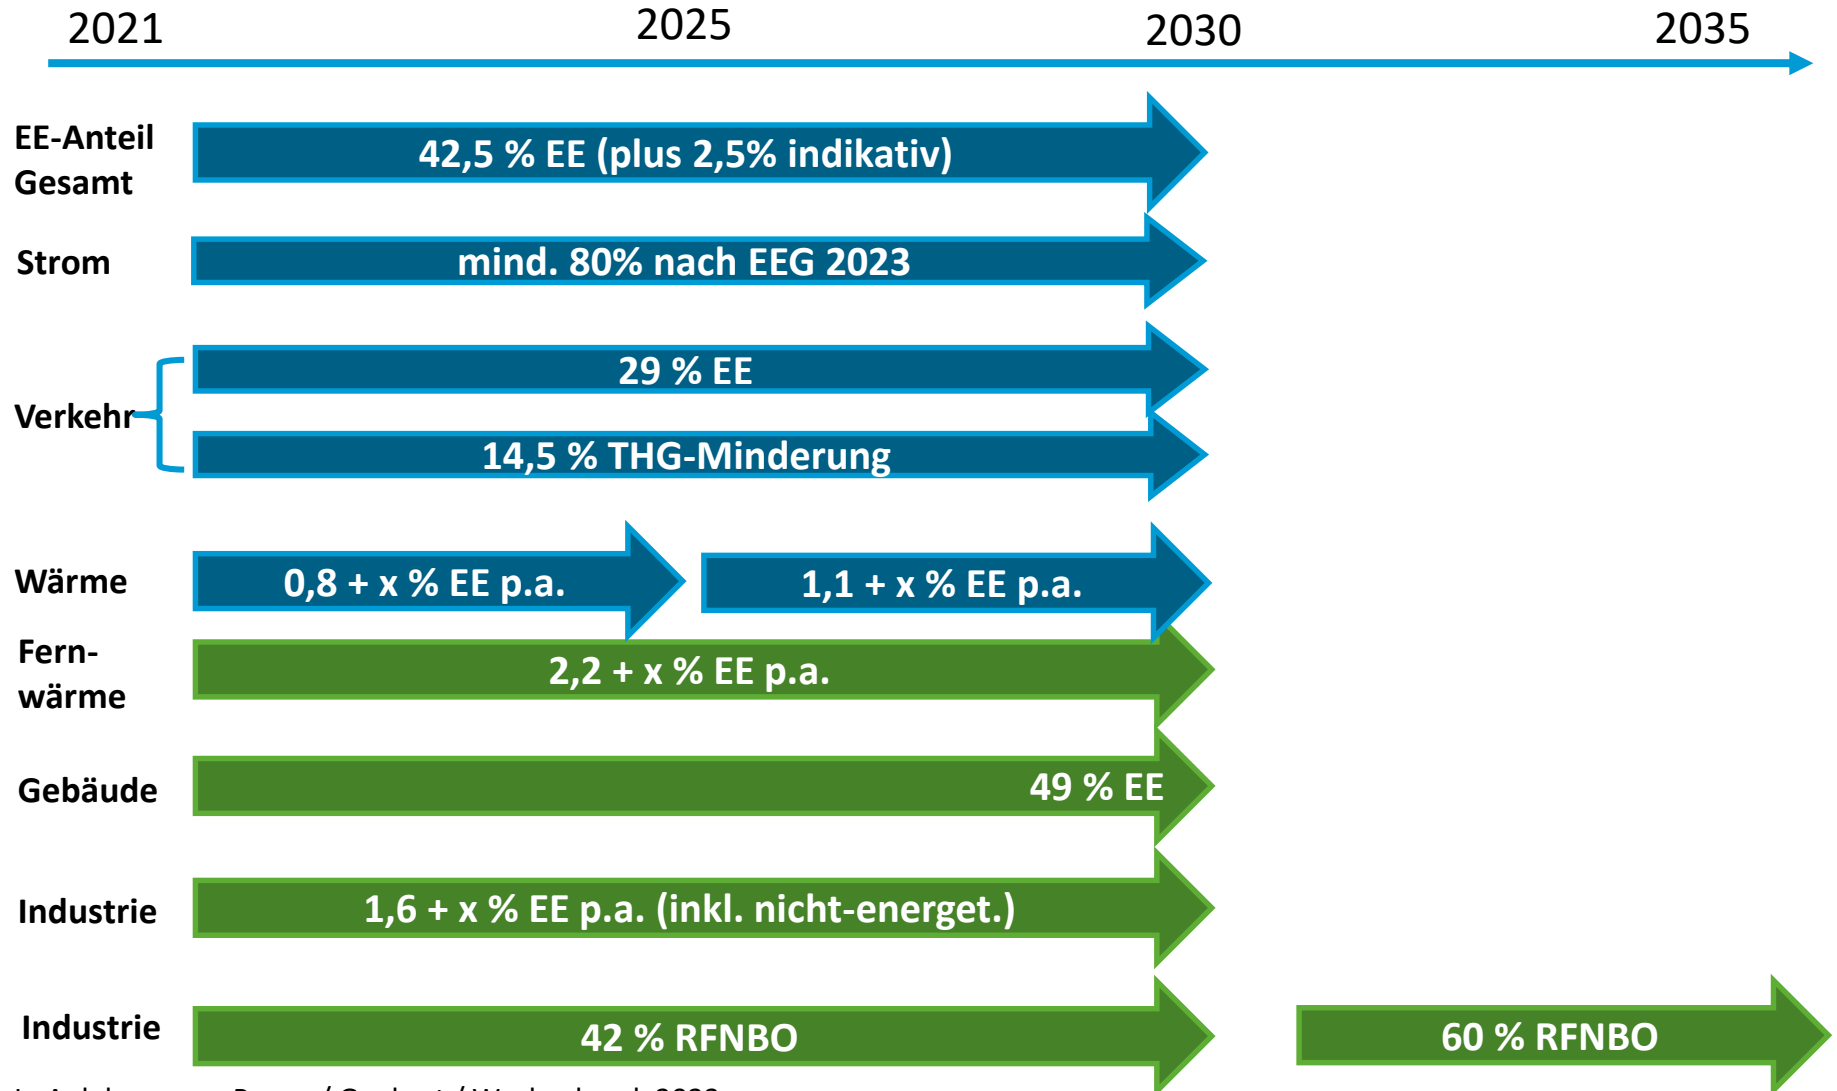 2021 2025 2030 2035
EE-Anteil
Gesamt
42,5 % EE (plus 2,5% indikativ)
Strom
mind. 80% nach EEG 2023
Verkehr
29 % EE
14,5 % THG-Minderung
Wärme
0,8 + x % EE p.a.
1,1 + x % EE p.a.
Fern-
wärme
2,2 + x % EE p.a.
Gebäude
49 % EE
Industrie
1,6 + x % EE p.a. (inkl. nicht-energet.)
Industrie
42 % RFNBO
60 % RFNBO